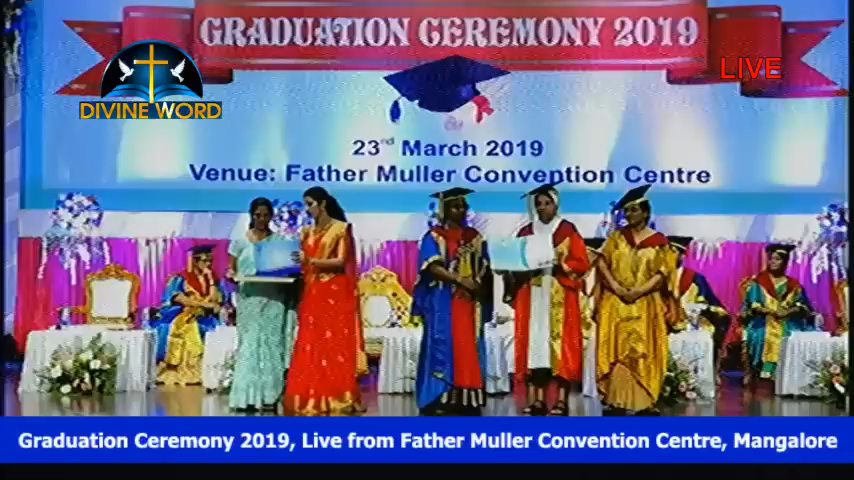 GRADUATION CEREMONY 2019
LIVE
DIVINE WORD
23rd March 2019
Venue: Father Muller Convention Centre
Graduation Ceremony 2019, Live from Father Muller Convention Centre, Mangalore